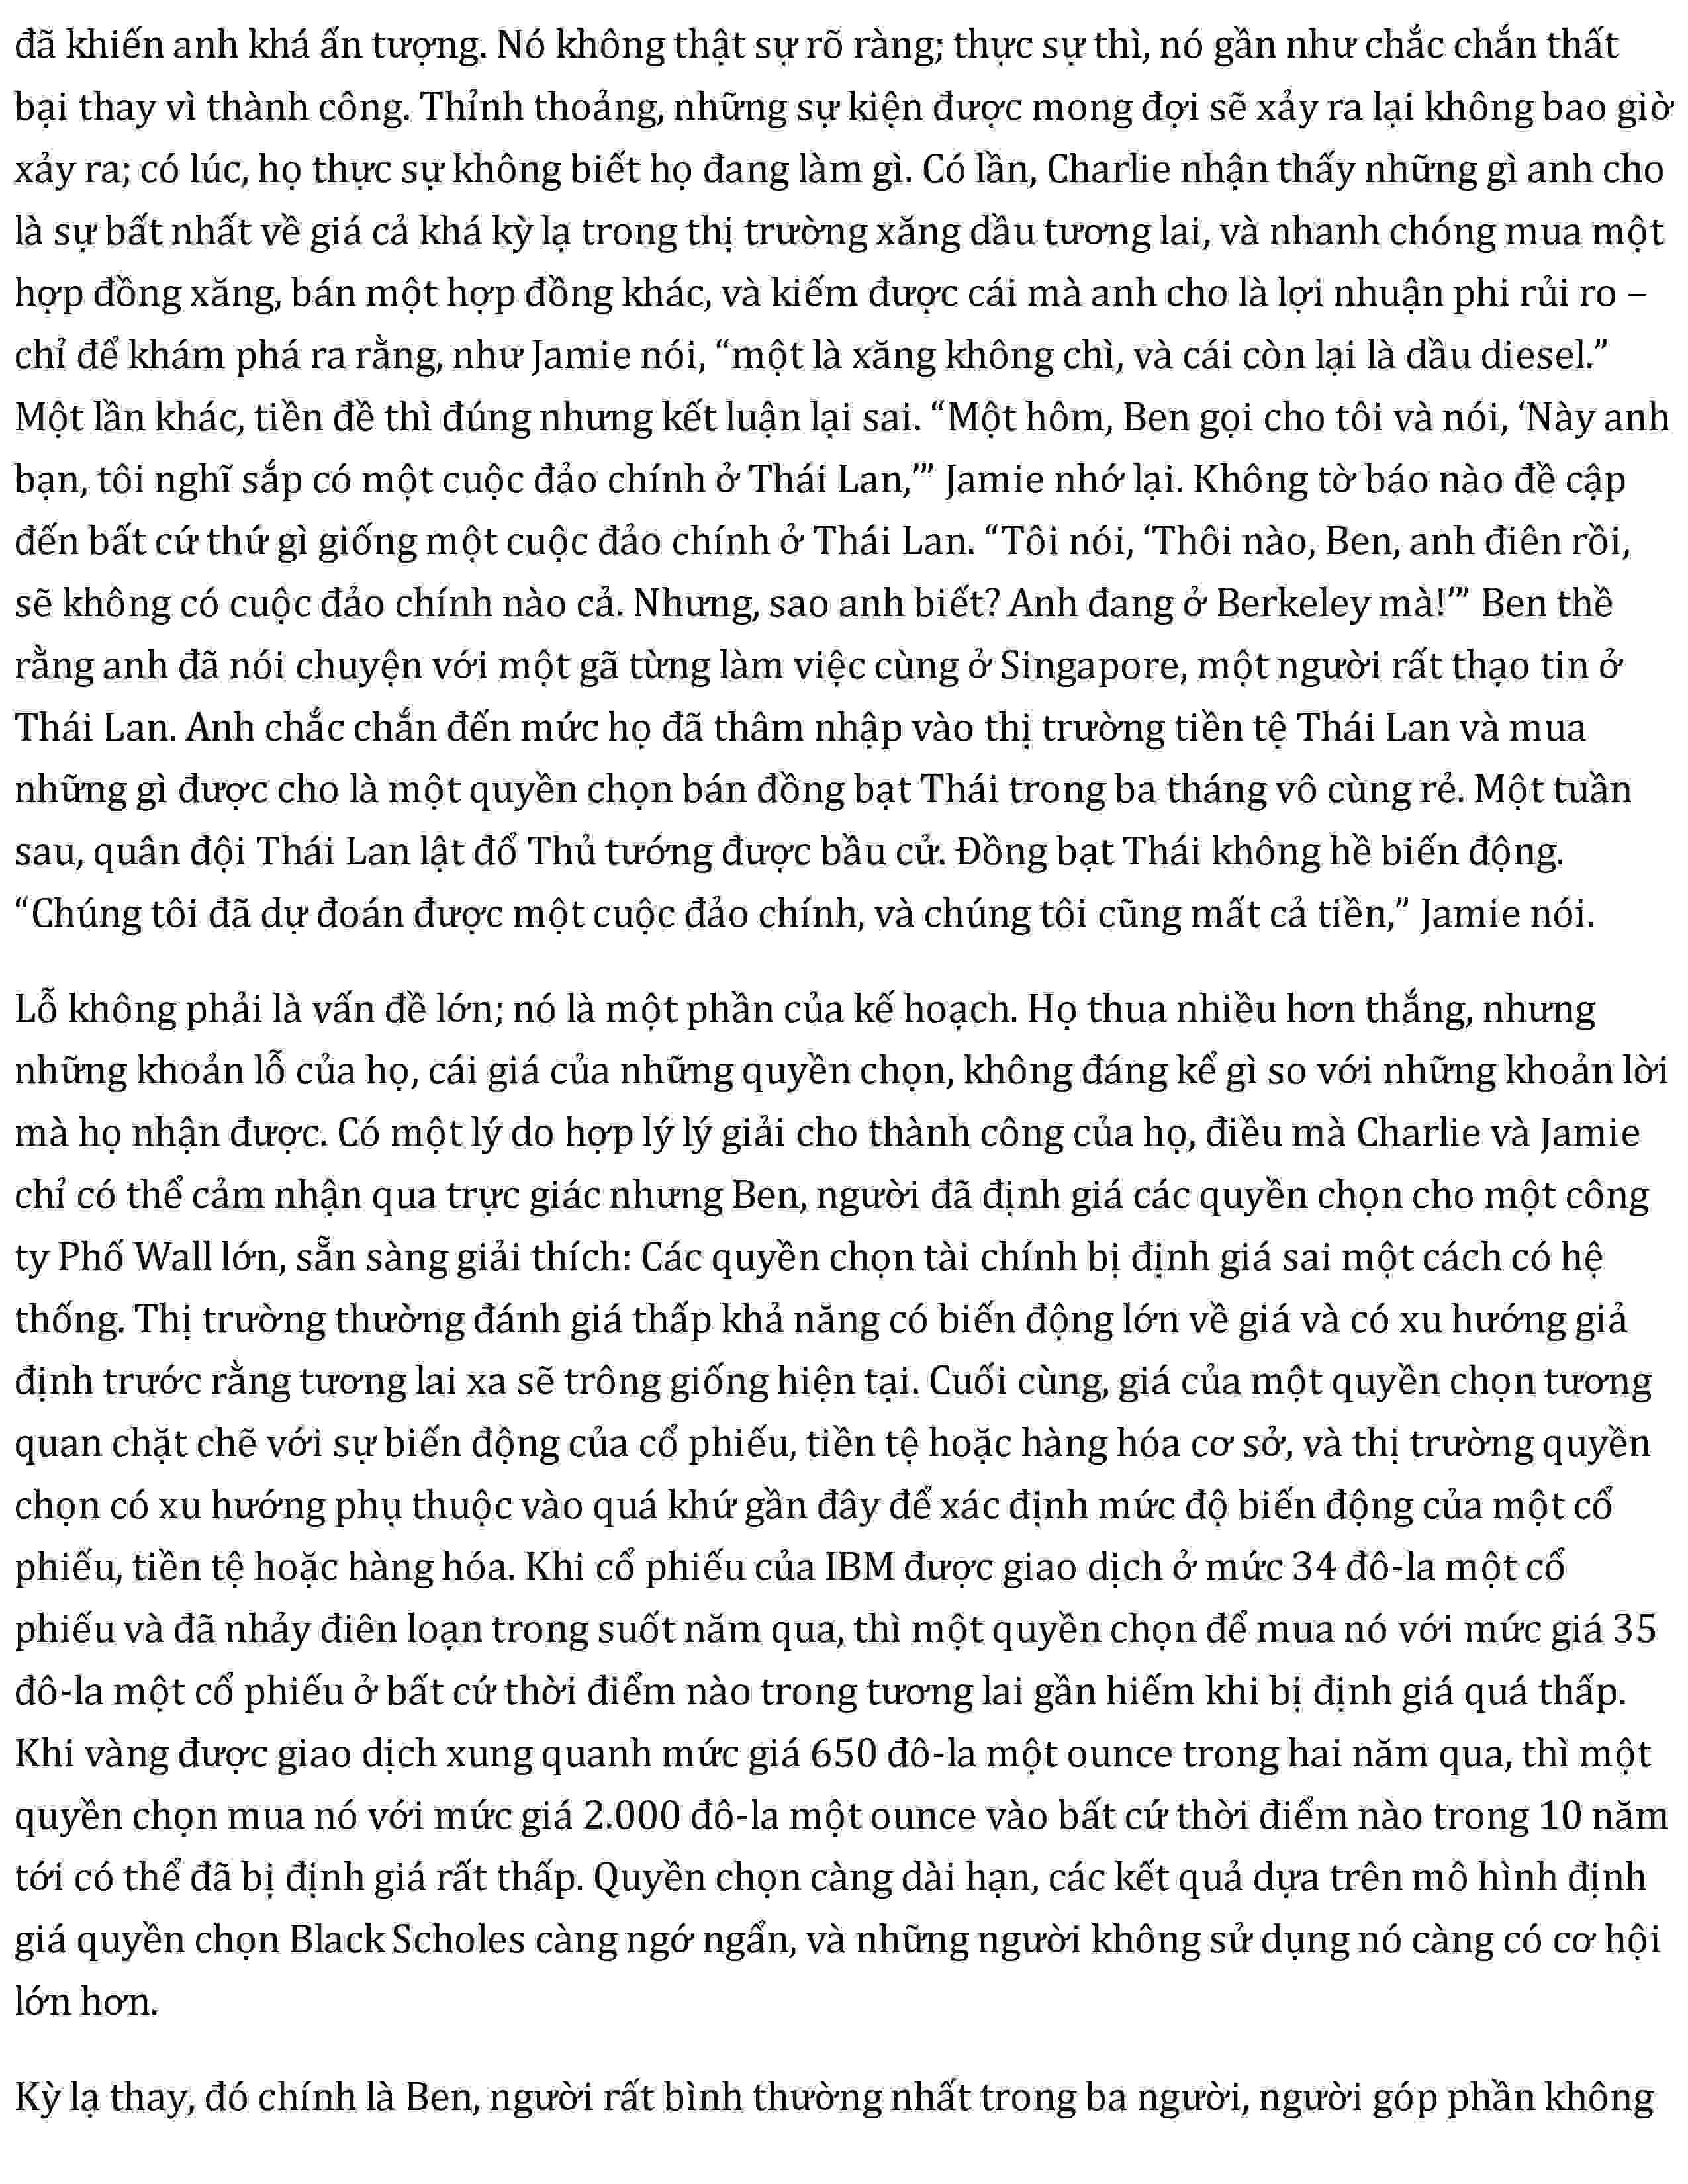 đã khiến anh khá ấn tượng. Nó không thật sự rõ ràng; thực sự thì, nó gần như chắc chắn thất
bại thay vì thành công. Thỉnh thoảng, những sự kiện được mong đợi sẽ xảy ra lại không bao giờ
xảy ra; có lúc, họ thực sự không biết họ đang làm gì. Có lần, Charlie nhận thấy những gì anh cho
là sự bất nhất về giá cả khá kỳ lạ trong thị trường xăng dầu tương lai, và nhanh chóng mua một
hợp đồng xăng, bán một hợp đồng khác, và kiếm được cái mà anh cho là lợi nhuận phi rủi ro –
chỉ để khám phá ra rằng, như Jamie nói, “một là xăng không chì, và cái còn lại là dầu diesel.”
Một lần khác, tiền đề thì đúng nhưng kết luận lại sai. “Một hôm, Ben gọi cho tôi và nói, ‘Này anh
bạn, tôi nghĩ sắp có một cuộc đảo chính ở Thái Lan,’” Jamie nhớ lại. Không tờ báo nào đề cập
đến bất cứ thứ gì giống một cuộc đảo chính ở Thái Lan. “Tôi nói, ‘Thôi nào, Ben, anh điên rồi,
sẽ không có cuộc đảo chính nào cả. Nhưng, sao anh biết? Anh đang ở Berkeley mà!’” Ben thề
rằng anh đã nói chuyện với một gã từng làm việc cùng ở Singapore, một người rất thạo tin ở
Thái Lan. Anh chắc chắn đến mức họ đã thâm nhập vào thị trường tiền tệ Thái Lan và mua
những gì được cho là một quyền chọn bán đồng bạt Thái trong ba tháng vô cùng rẻ. Một tuần
sau, quân đội Thái Lan lật đổ Thủ tướng được bầu cử. Đồng bạt Thái không hề biến động.
“Chúng tôi đã dự đoán được một cuộc đảo chính, và chúng tôi cũng mất cả tiền,” Jamie nói.
Lỗ không phải là vấn đề lớn; nó là một phần của kế hoạch. Họ thua nhiều hơn thắng, nhưng
những khoản lỗ của họ, cái giá của những quyền chọn, không đáng kể gì so với những khoản lời
mà họ nhận được. Có một lý do hợp lý lý giải cho thành công của họ, điều mà Charlie và Jamie
chỉ có thể cảm nhận qua trực giác nhưng Ben, người đã định giá các quyền chọn cho một công
ty Phố Wall lớn, sẵn sàng giải thích: Các quyền chọn tài chính bị định giá sai một cách có hệ
thống. Thị trường thường đánh giá thấp khả năng có biến động lớn về giá và có xu hướng giả
định trước rằng tương lai xa sẽ trông giống hiện tại. Cuối cùng, giá của một quyền chọn tương
quan chặt chẽ với sự biến động của cổ phiếu, tiền tệ hoặc hàng hóa cơ sở, và thị trường quyền
chọn có xu hướng phụ thuộc vào quá khứ gần đây để xác định mức độ biến động của một cổ
phiếu, tiền tệ hoặc hàng hóa. Khi cổ phiếu của IBM được giao dịch ở mức 34 đô-la một cổ
phiếu và đã nhảy điên loạn trong suốt năm qua, thì một quyền chọn để mua nó với mức giá 35
đô-la một cổ phiếu ở bất cứ thời điểm nào trong tương lai gần hiếm khi bị định giá quá thấp.
Khi vàng được giao dịch xung quanh mức giá 650 đô-la một ounce trong hai năm qua, thì một
quyền chọn mua nó với mức giá 2.000 đô-la một ounce vào bất cứ thời điểm nào trong 10 năm
tới có thể đã bị định giá rất thấp. Quyền chọn càng dài hạn, các kết quả dựa trên mô hình định
giá quyền chọn Black Scholes càng ngớ ngẩn, và những người không sử dụng nó càng có cơ hội
lớn hơn.
Kỳ lạ thay, đó chính là Ben, người rất bình thường nhất trong ba người, người góp phần không